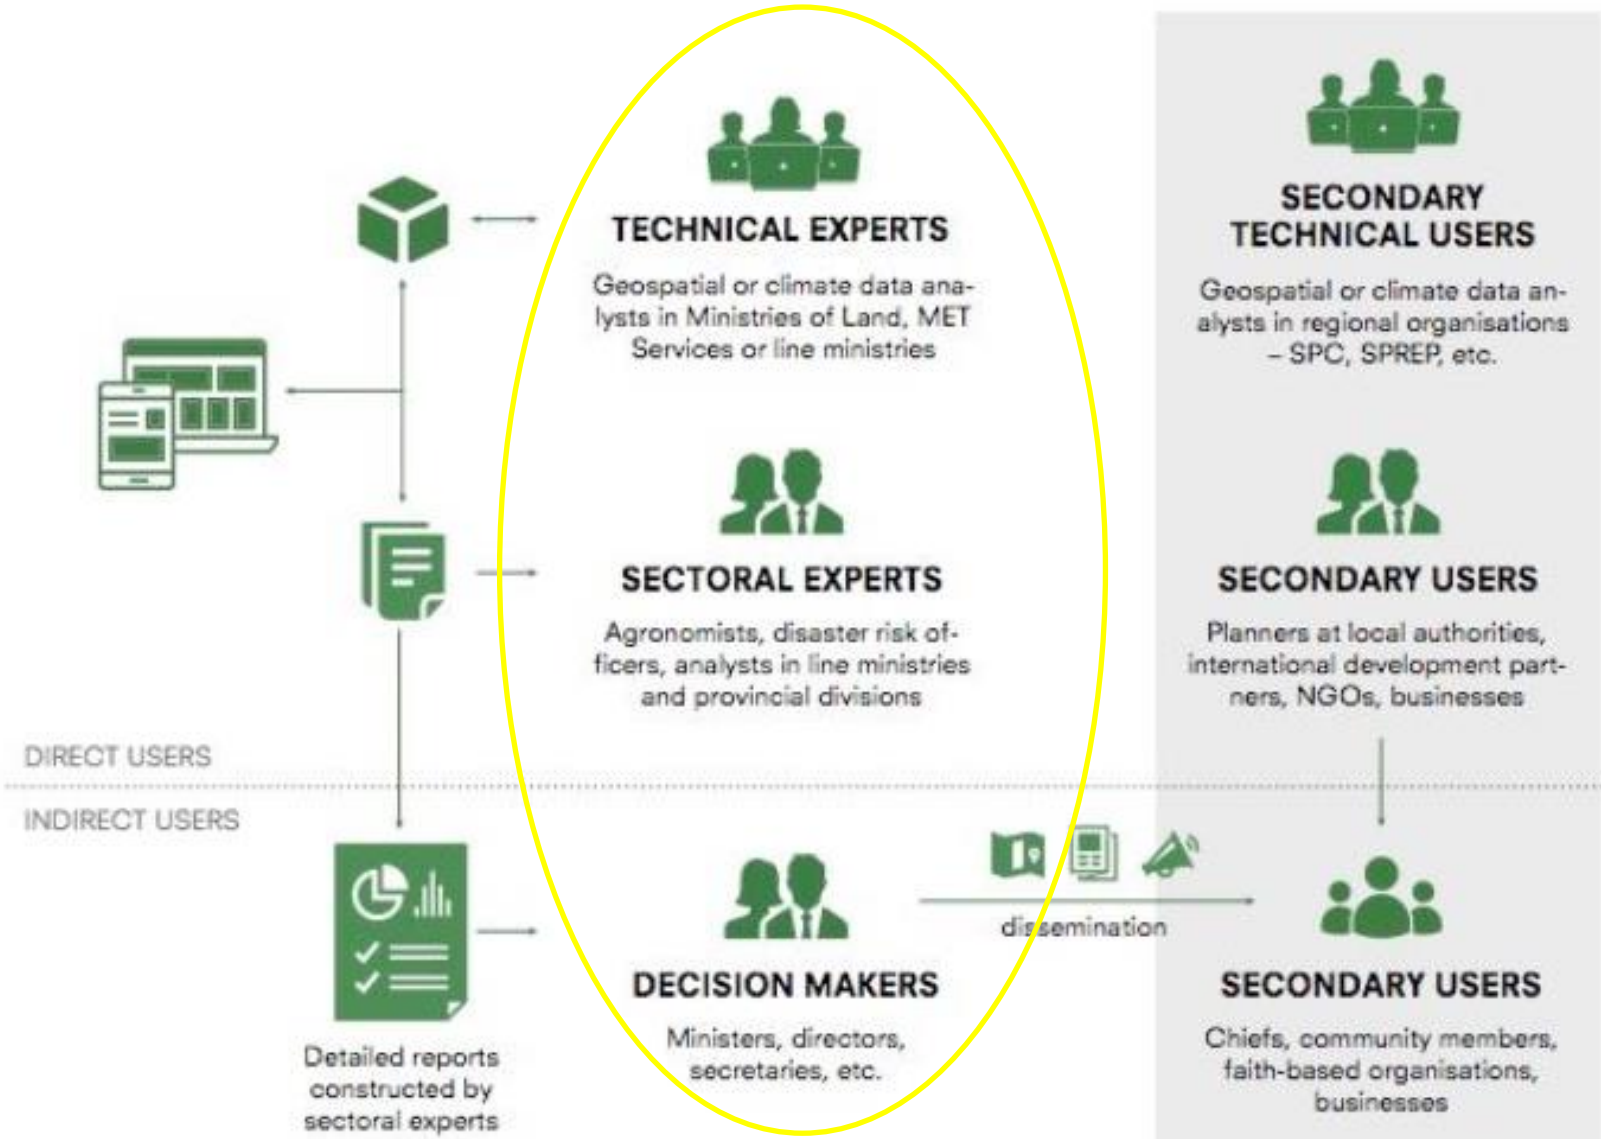 TECHNICAL EXPERTS
Geospatial or climate data ana-
lysts in Ministries of Land, MET
Services or line ministries
SECONDARY
TECHNICAL USERS
Geospatial or climate data an-
alysts in regional organisations
– SPC, SPREP, etc.
SECTORAL EXPERTS
Agronomists, disaster risk of-
ficers, analysts in line ministries
and provincial divisions
SECONDARY USERS
Planners at local authorities,
international development part-
ners, NGOs, businesses
DIRECT USERS
INDIRECT USERS
Detailed reports
constructed by
sectoral experts
DECISION MAKERS
Ministers, directors,
secretaries, etc.
dissemination
SECONDARY USERS
Chiefs, community members,
faith-based organisations,
businesses